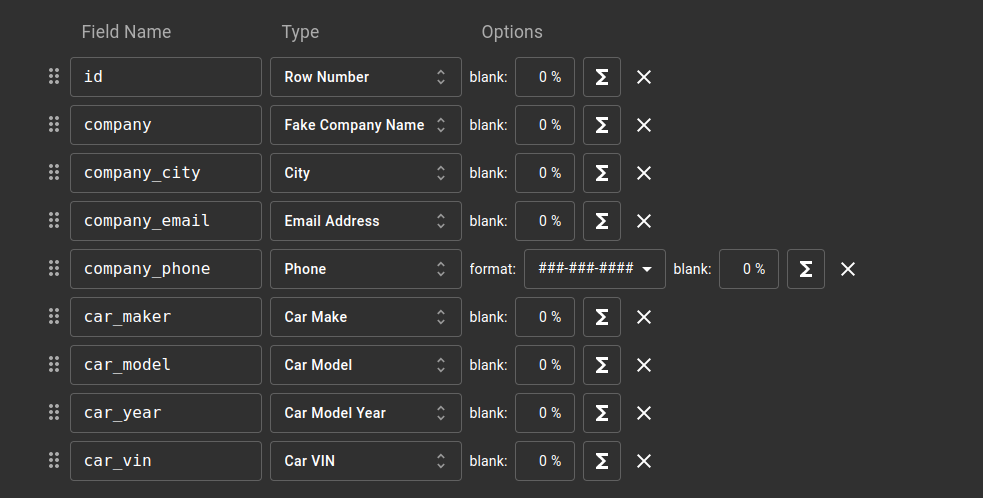 Field Name Type Options
id Row Number blank: 0 % Σ
company Fake Company Name blank: 0 % Σ
company_city City blank: 0 % Σ
company_email Email Address blank: 0 % Σ
company_phone Phone format: ###-###-#### blank: 0 % Σ
car_maker Car Make blank: 0 % Σ
car_model Car Model blank: 0 % Σ
car_year Car Model Year blank: 0 % Σ
car_vin Car VIN blank: 0 % Σ